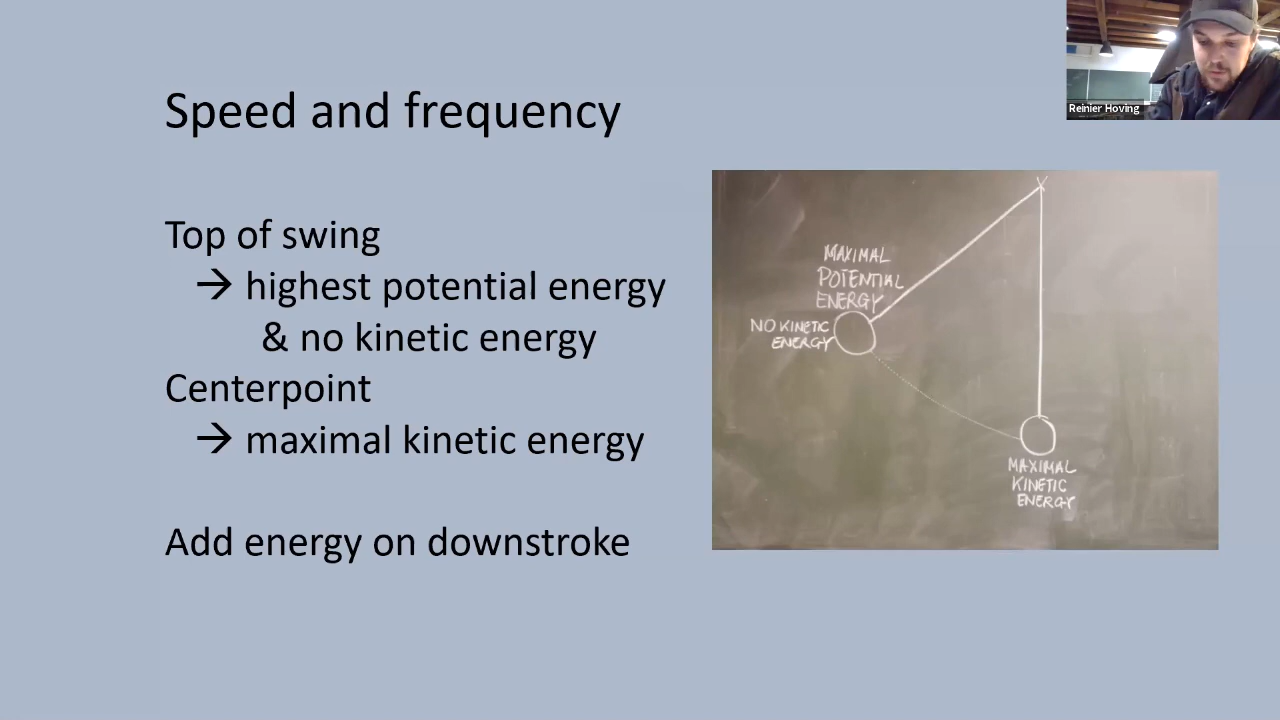 Speed and frequency
Top of swing
→ highest potential energy
& no kinetic energy
Centerpoint
→ maximal kinetic energy
Add energy on downstroke
MAXIMAL
POTENTIAL
ENERGY
NO KINETIC
ENERGY
MAXIMAL
KINETIC
ENERGY
Reinier Hoving